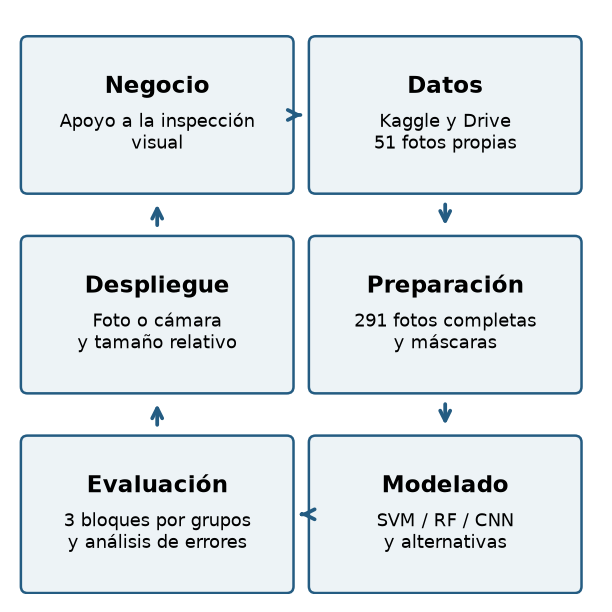 Negocio
Apoyo a la inspección
visual
Datos
Kaggle y Drive
51 fotos propias
Despliegue
Foto o cámara
y tamaño relativo
Preparación
291 fotos completas
y máscaras
Evaluación
3 bloques por grupos
y análisis de errores
Modelado
SVM / RF / CNN
y alternativas